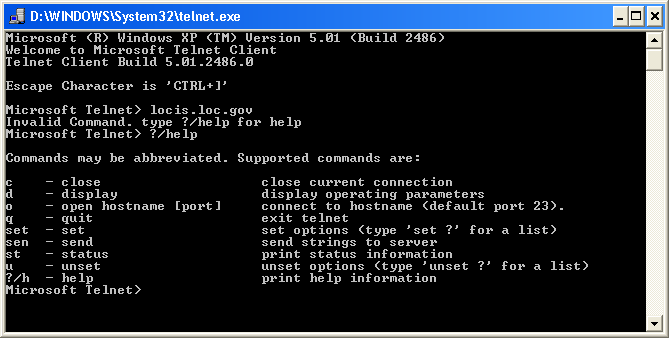 D:\WINDOWS\System32\telnet.exe
Microsoft (R) Windows XP (TM) Version 5.01 (Build 2486)
Welcome to Microsoft Telnet Client
Telnet Client Build 5.01.2486.0
Escape Character is 'CTRL+]'
Microsoft Telnet> locis.loc.gov
Invalid Command. type ?/help for help
Microsoft Telnet> ?/help
Commands may be abbreviated. Supported commands are:
c - close close current connection
d - display display operating parameters
o - open hostname [port] connect to hostname (default port 23).
q - quit exit telnet
set - set set options (type 'set ?' for a list)
sen - send send strings to server
st - status print status information
u - unset unset options (type 'unset ?' for a list)
?/h - help print help information
Microsoft Telnet>